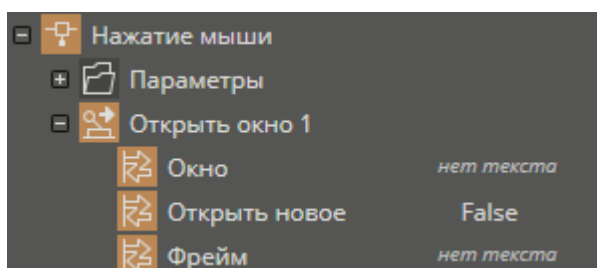 Нажатие мыши
Параметры
Открыть окно 1
Окно нет текста
Открыть новое False
Фрейм нет текста